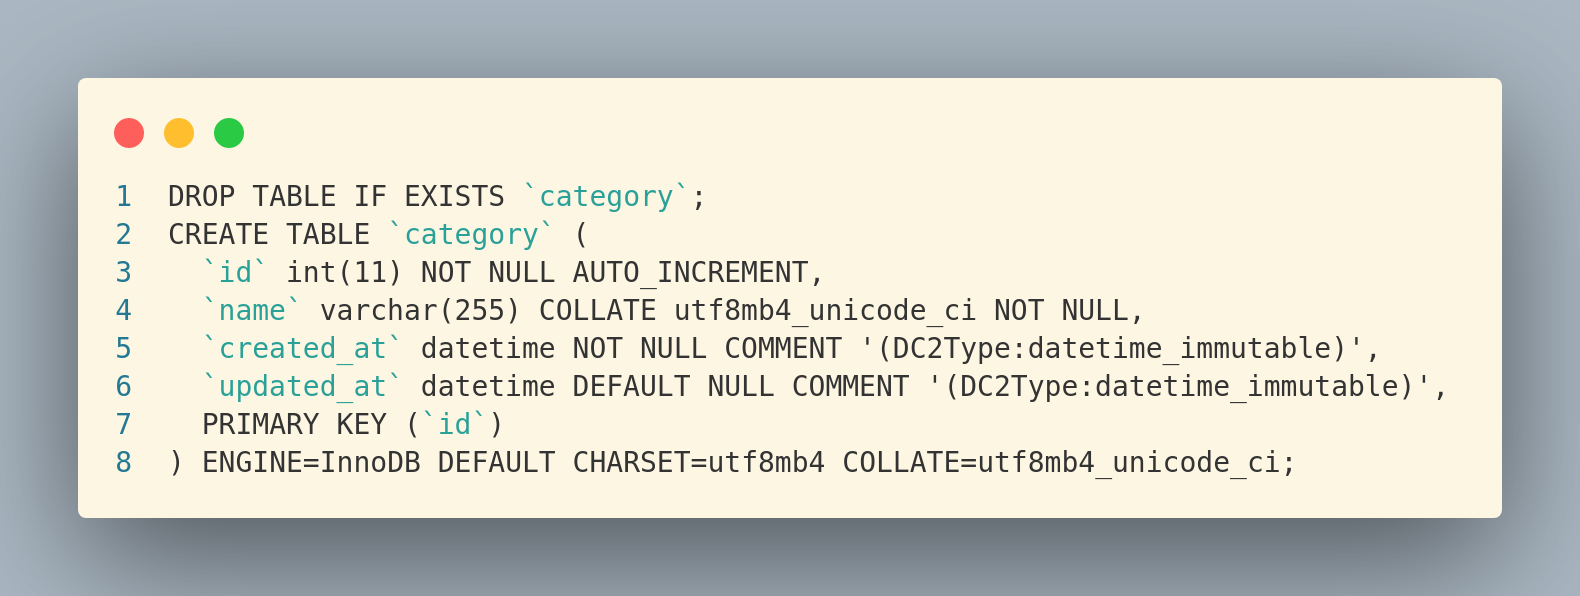 1 DROP TABLE IF EXISTS `category`;
2 CREATE TABLE `category` (
3   `id` int(11) NOT NULL AUTO_INCREMENT,
4   `name` varchar(255) COLLATE utf8mb4_unicode_ci NOT NULL,
5   `created_at` datetime NOT NULL COMMENT '(DC2Type:datetime_immutable)',
6   `updated_at` datetime DEFAULT NULL COMMENT '(DC2Type:datetime_immutable)',
7   PRIMARY KEY (`id`)
8 ) ENGINE=InnoDB DEFAULT CHARSET=utf8mb4 COLLATE=utf8mb4_unicode_ci;